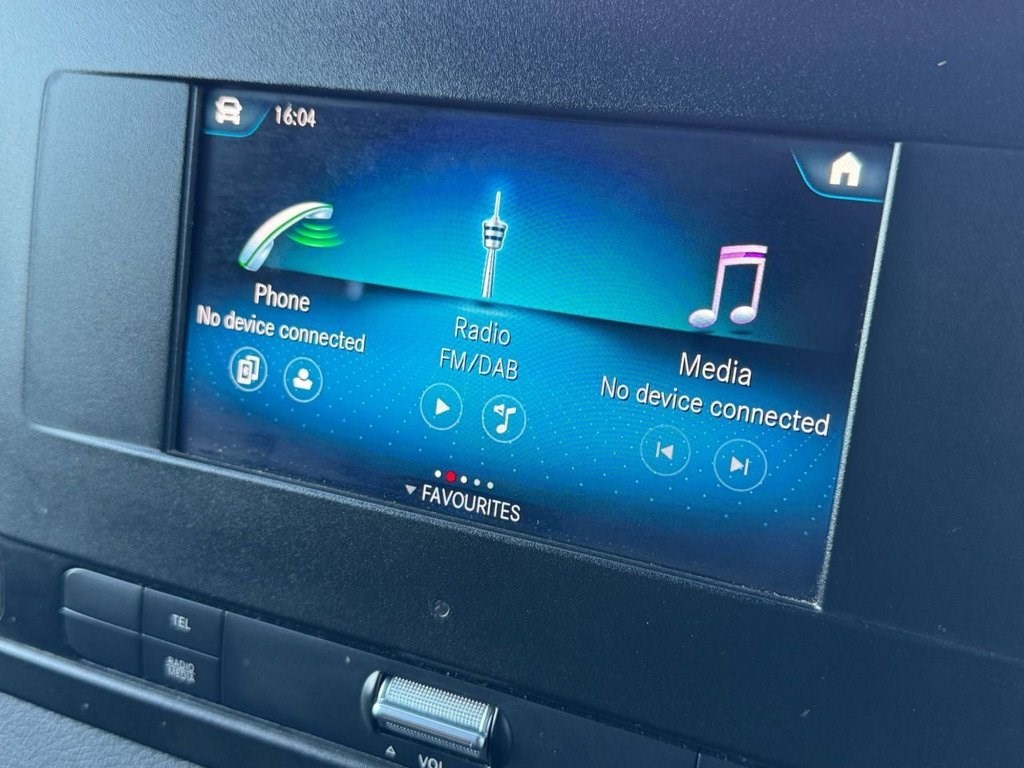 16:04
Phone
No device connected
Radio
FM/DAB
Media
No device connected
FAVOURITES
TEL
RADIO
MEDIA
VOL